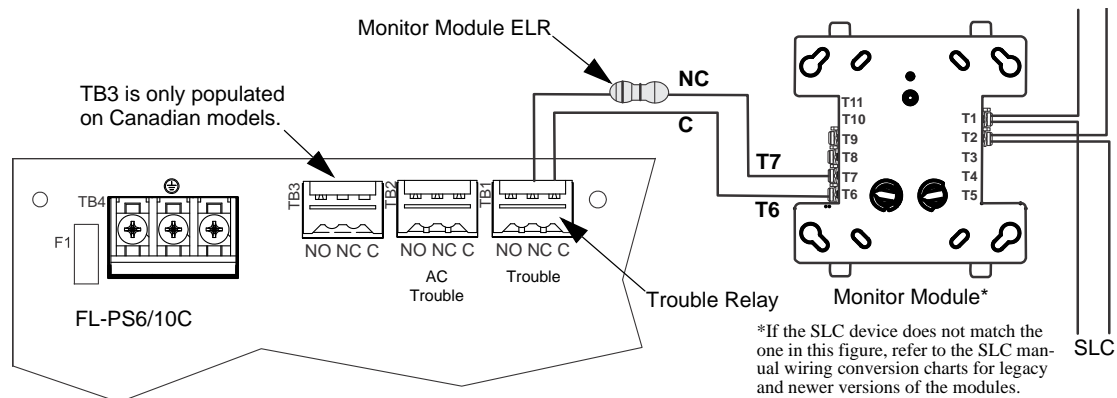 Monitor Module ELR
TB3 is only populated
on Canadian models.
NC
C
T7
T6
T11
T10
T9
T8
T7
T6
T1
T2
T3
T4
T5
TB4
F1
TB3
TB2
TB1
NO NC C
NO NC C
NO NC C
AC
Trouble
Trouble
FL-PS6/10C
Trouble Relay
Monitor Module*
*If the SLC device does not match the
one in this figure, refer to the SLC man-
ual wiring conversion charts for legacy
and newer versions of the modules.
SLC